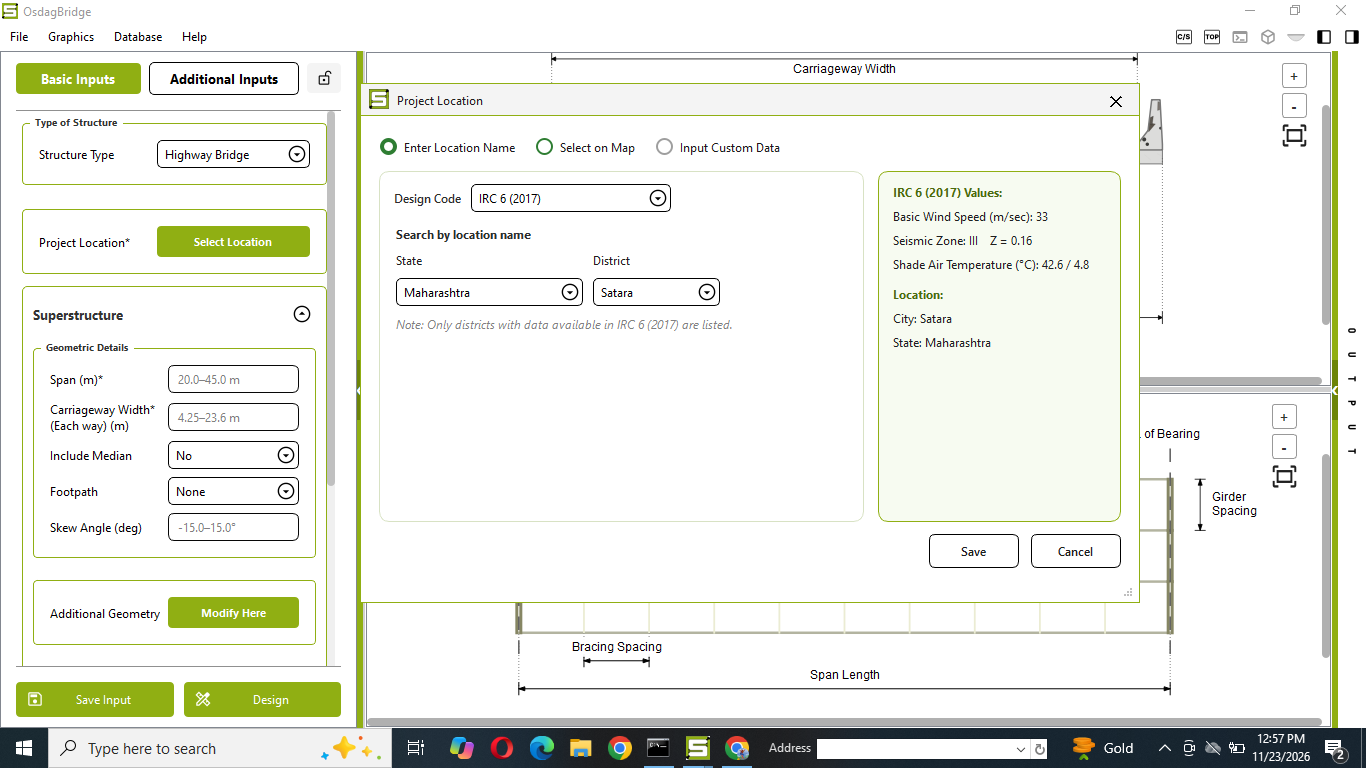 OsdagBridge
File Graphics Database Help
C/S TOP
Basic Inputs Additional Inputs
Type of Structure
Structure Type Highway Bridge
Project Location* Select Location
Superstructure
Geometric Details
Span (m)* 20.0–45.0 m
Carriageway Width* 4.25–23.6 m
(Each way) (m)
Include Median No
Footpath None
Skew Angle (deg) -15.0–15.0°
Additional Geometry Modify Here
Save Input Design
Carriageway Width
+
-
Project Location
Enter Location Name Select on Map Input Custom Data
Design Code IRC 6 (2017)
Search by location name
State District
Maharashtra Satara
Note: Only districts with data available in IRC 6 (2017) are listed.
IRC 6 (2017) Values:
Basic Wind Speed (m/sec): 33
Seismic Zone: III Z = 0.16
Shade Air Temperature (°C): 42.6 / 4.8
Location:
City: Satara
State: Maharashtra
Save Cancel
+
-
of Bearing
Girder
Spacing
Bracing Spacing
Span Length
OUTPUT
Type here to search
Address
Gold
12:57 PM
11/23/2026
2